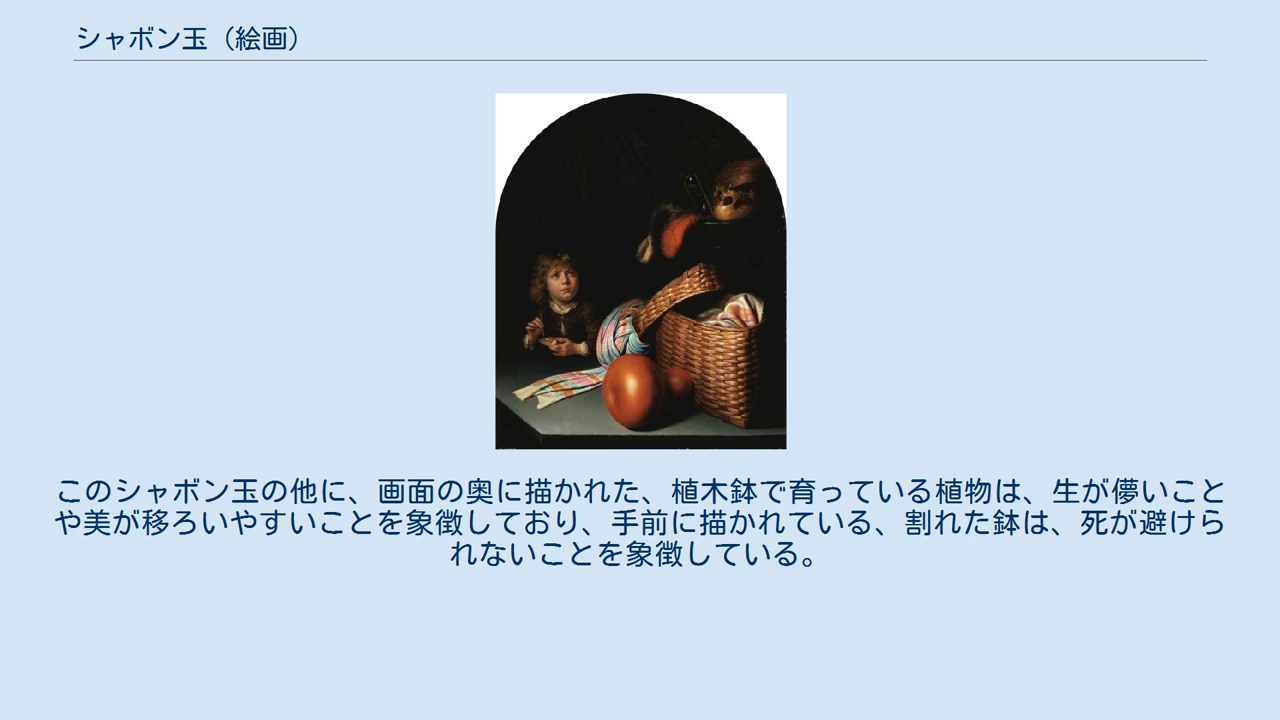 シャボン玉（絵画）
このシャボン玉の他に、画面の奥に描かれた、植木鉢で育っている植物は、生が儚いこと
や美が移ろいやすいことを象徴しており、手前に描かれている、割れた鉢は、死が避けら
れないことを象徴している。